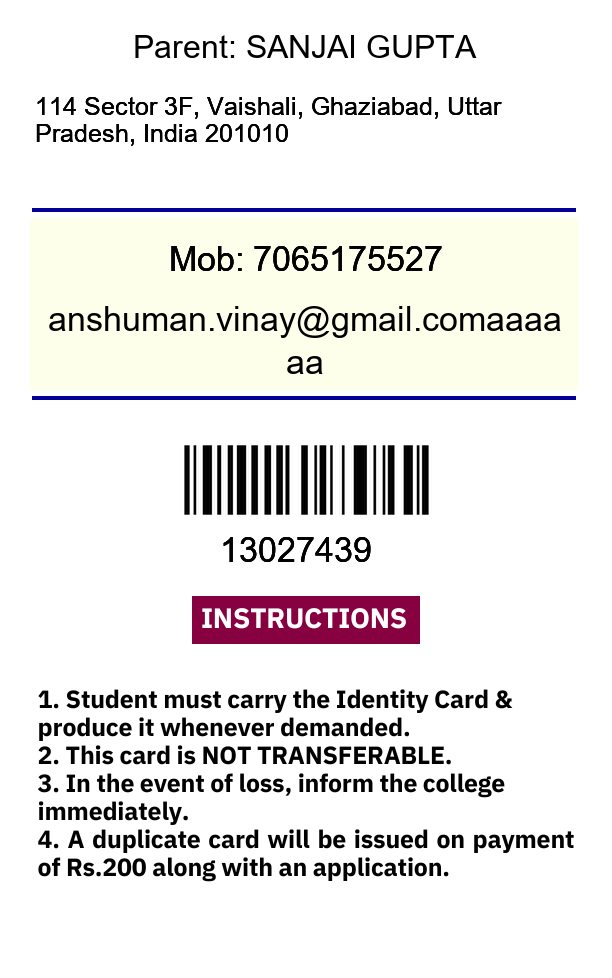 Parent: SANJAI GUPTA
114 Sector 3F, Vaishali, Ghaziabad, Uttar
Pradesh, India 201010
Mob: 7065175527
anshuman.vinay@gmail.comaaaa
aa
13027439
INSTRUCTIONS
1. Student must carry the Identity Card &
produce it whenever demanded.
2. This card is NOT TRANSFERABLE.
3. In the event of loss, inform the college
immediately.
4. A duplicate card will be issued on payment
of Rs.200 along with an application.